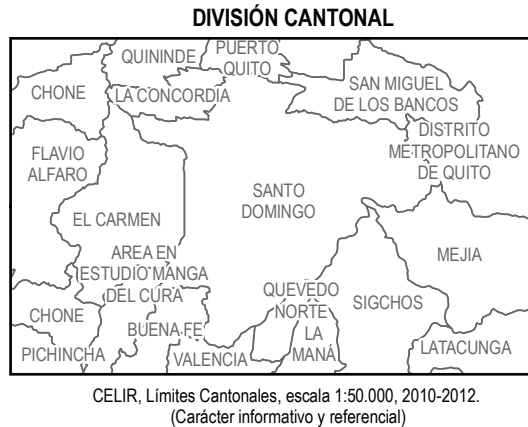 DIVISIÓN CANTONAL
QUININDE
PUERTO
QUITO
CHONE
LA CONCORDIA
SAN MIGUEL
DE LOS BANCOS
FLAVIO
ALFARO
DISTRITO
METROPOLITANO
DE QUITO
SANTO
DOMINGO
EL CARMEN
AREA EN
ESTUDIO MANGA
DEL CURA
MEJIA
CHONE
QUEVEDO
NORTE
LA
MANÁ
SIGCHOS
BUENA FE
PICHINCHA
VALENCIA
LATACUNGA
CELIR, Límites Cantonales, escala 1:50.000, 2010-2012.
(Carácter informativo y referencial)